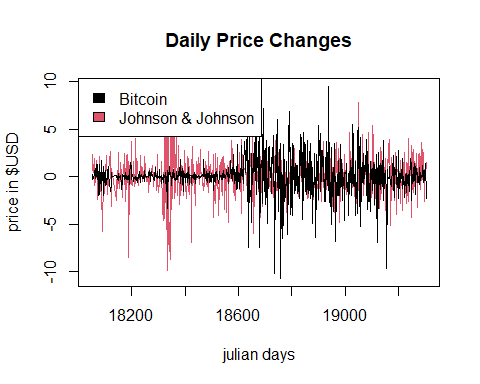 Daily Price Changes
Bitcoin
Johnson & Johnson
price in $USD
10
5
0
-5
-10
18200
18600
19000
julian days